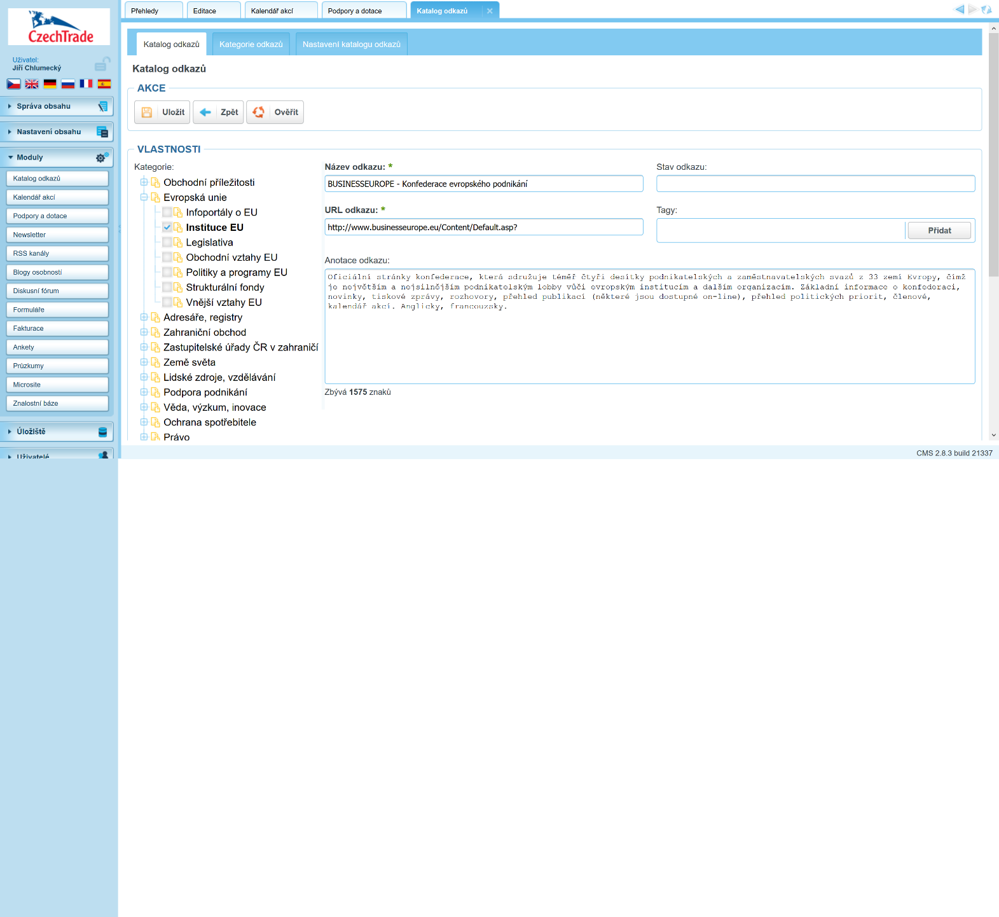 CzechTrade
Uživatel:
Jiří Chlumecký
Správa obsahu
Nastavení obsahu
Moduly
Katalog odkazů
Kalendář akcí
Podpory a dotace
Newsletter
RSS kanály
Blogy osobností
Diskusní fórum
Formuláře
Fakturace
Ankety
Průzkumy
Microsite
Znalostní báze
Úložiště
Uživatelé
Přehledy
Editace
Kalendář akcí
Podpory a dotace
Katalog odkazů
Katalog odkazů
Kategorie odkazů
Nastavení katalogu odkazů
Katalog odkazů
AKCE
Uložit
Zpět
Ověřit
VLASTNOSTI
Kategorie:
Obchodní příležitosti
Evropská unie
Infoportály o EU
Instituce EU
Legislativa
Obchodní vztahy EU
Politiky a programy EU
Strukturální fondy
Vnější vztahy EU
Adresáře, registry
Zahraniční obchod
Zastupitelské úřady ČR v zahraničí
Země světa
Lidské zdroje, vzdělávání
Podpora podnikání
Věda, výzkum, inovace
Ochrana spotřebitele
Právo
Název odkazu: *
BUSINESSEUROPE - Konfederace evropského podnikání
Stav odkazu:
URL odkazu: *
http://www.businesseurope.eu/Content/Default.asp?
Tagy:
Přidat
Anotace odkazu:
Oficiální stránky konfederace, která sdružuje téměř čtyři desítky podnikatelských a zaměstnavatelských svazů z 33 zemí Evropy, čímž
je největším a nejsilnějším podnikatelským lobby vůči evropským institucím a dalším organizacím. Základní informace o konfederaci,
novinky, tiskové zprávy, rozhovory, přehled publikací (některé jsou dostupné on-line), přehled politických priorit, členové,
kalendář akcí. Anglicky, francouzsky.
Zbývá 1575 znaků
CMS 2.8.3 build 21337